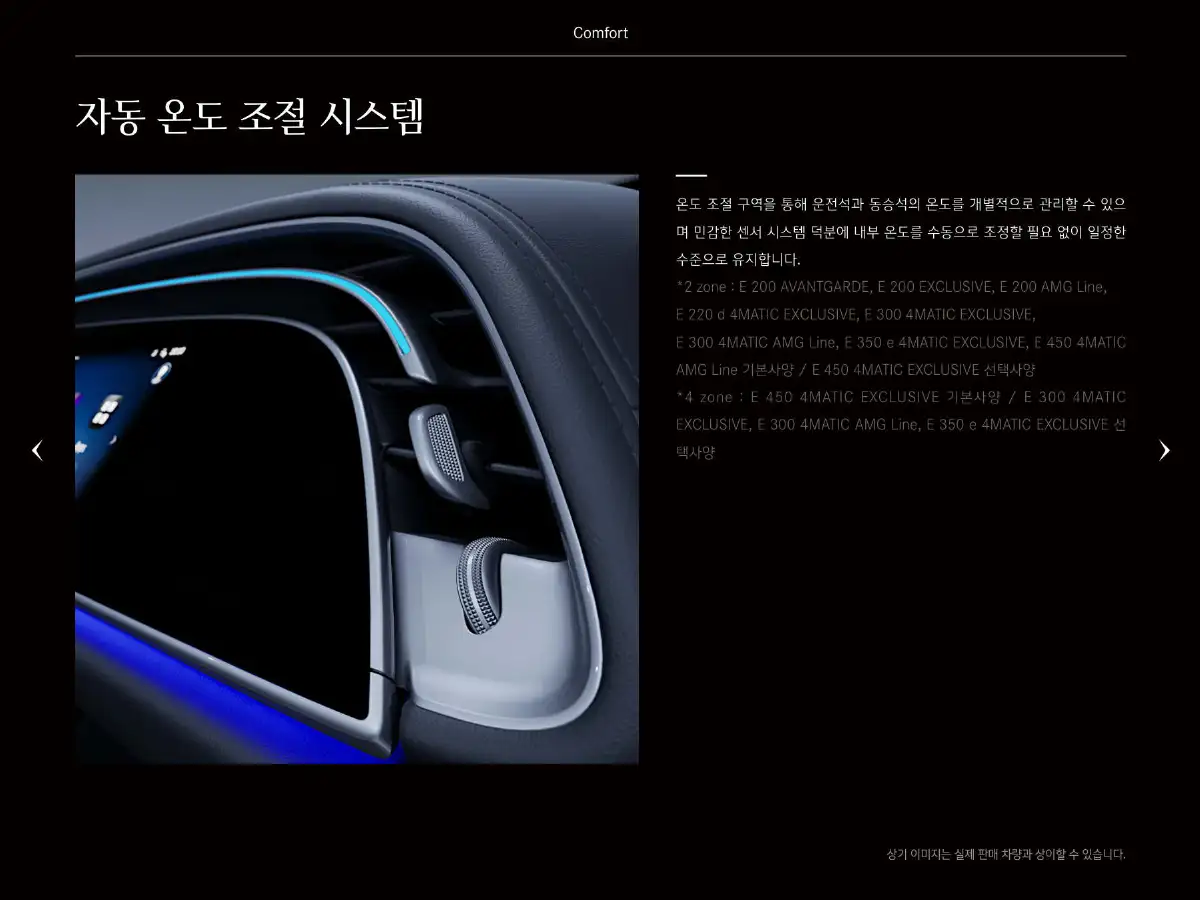 Comfort
자동 온도 조절 시스템
온도 조절 구역을 통해 운전석과 동승석의 온도를 개별적으로 관리할 수 있으
며 민감한 센서 시스템 덕분에 내부 온도를 수동으로 조정할 필요 없이 일정한
수준으로 유지합니다.
*2 zone : E 200 AVANTGARDE, E 200 EXCLUSIVE, E 200 AMG Line,
E 220 d 4MATIC EXCLUSIVE, E 300 4MATIC EXCLUSIVE,
E 300 4MATIC AMG Line, E 350 e 4MATIC EXCLUSIVE, E 450 4MATIC
AMG Line 기본사양 / E 450 4MATIC EXCLUSIVE 선택사양
*4 zone : E 450 4MATIC EXCLUSIVE 기본사양 / E 300 4MATIC
EXCLUSIVE, E 300 4MATIC AMG Line, E 350 e 4MATIC EXCLUSIVE 선
택사양
상기 이미지는 실제 판매 차량과 상이할 수 있습니다.